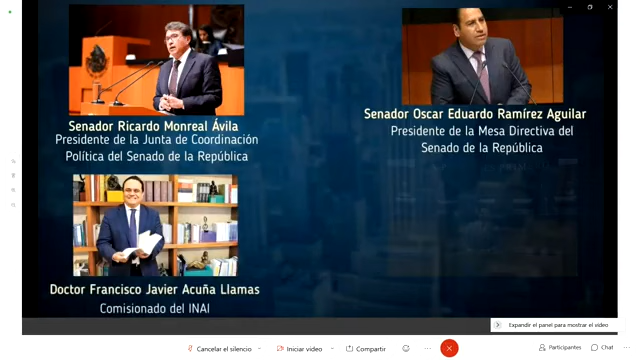 Senador Ricardo Monreal Ávila
Presidente de la Junta de Coordinación
Política del Senado de la República
Senador Oscar Eduardo Ramírez Aguilar
Presidente de la Mesa Directiva del
Senado de la República
Doctor Francisco Javier Acuña Llamas
Comisionado del INAI
Expandir el panel para mostrar el vídeo
Cancelar el silencio
Iniciar vídeo
Compartir
Participantes
Chat